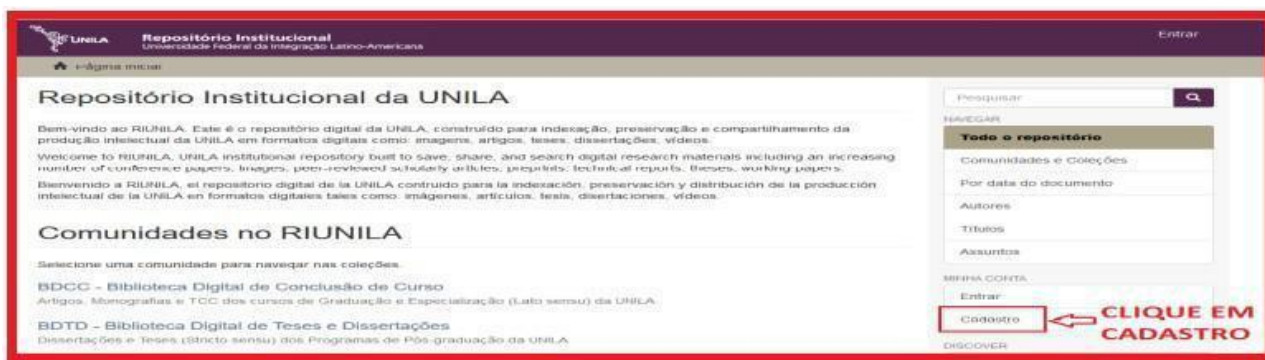 UNILA
Repositório Institucional
Universidade Federal da Integração Latino-Americana
Entrar
Página inicial
Repositório Institucional da UNILA
Bem-vindo ao RIUNILA. Este é o repositório digital da UNILA, construído para indexação, preservação e compartilhamento da
produção intelectual da UNILA em formatos digitais como: imagens, artigos, teses, dissertações, vídeos.
Welcome to RIUNILA, UNILA institutional repository built to save, share, and search digital research materials including an increasing
number of conference papers, images, peer-reviewed scholarly articles, preprints, technical reports, theses, working papers.
Bienvenido a RIUNILA, el repositorio digital de la UNILA contruido para la indexación, preservación y distribución de la producción
intelectual de la UNILA en formatos digitales tales como: imágenes, artículos, tesis, disertaciones, vídeos.
Comunidades no RIUNILA
Selecione uma comunidade para navegar nas coleções.
BDCC - Biblioteca Digital de Conclusão de Curso
Artigos, Monografias e TCC dos cursos de Graduação e Especialização (Lato sensu) da UNILA
BDTD - Biblioteca Digital de Teses e Dissertações
Dissertações e Teses (Stricto sensu) dos Programas de Pós-graduação da UNILA
Pesquisar
NAVEGAR
Todo o repositório
Comunidades e Coleções
Por data do documento
Autores
Títulos
Assuntos
MINHA CONTA
Entrar
Cadastro
CLIQUE EM
CADASTRO
DISCOVER